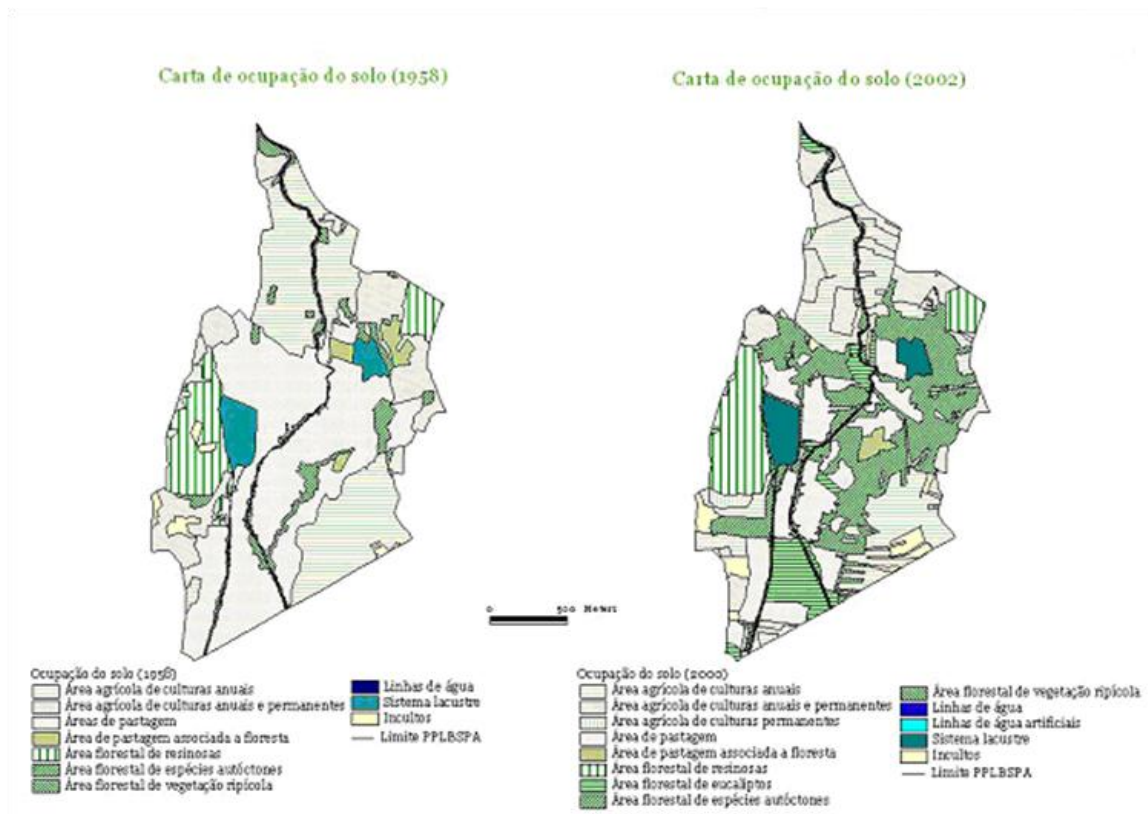 Carta de ocupação do solo (1958)
Carta de ocupação do solo (2002)
0 500 Meters
Ocupação do solo (1958)
Área agrícola de culturas anuais
Área agrícola de culturas anuais e permanentes
Áreas de pastagem
Área de pastagem associada a floresta
Área florestal de resinosas
Área florestal de espécies autóctones
Área florestal de vegetação ripícola
Linhas de água
Sistema lacustre
Incultos
Limite PPLBSPA
Ocupação do solo (2000)
Área agrícola de culturas anuais
Área agrícola de culturas anuais e permanentes
Área agrícola de culturas permanentes
Área de pastagem
Área de pastagem associada a floresta
Área florestal de resinosas
Área florestal de eucaliptos
Área florestal de espécies autóctones
Área florestal de vegetação ripícola
Linhas de água
Linhas de água artificiais
Sistema lacustre
Incultos
Limite PPLBSPA